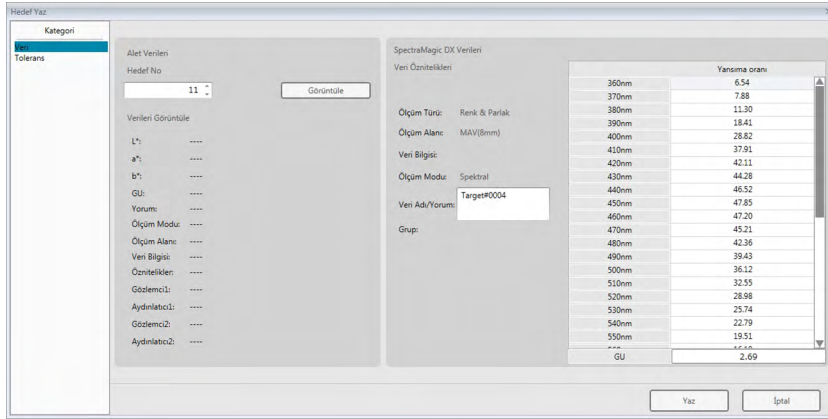 Hedef Yaz
Kategori
Veri
Tolerans
Alet Verileri
Hedef No
11
Görüntüle
Verileri Görüntüle
L*: ----
a*: ----
b*: ----
GU: ----
Yorum: ----
Ölçüm Modu: ----
Ölçüm Alanı: ----
Veri Bilgisi: ----
Öznitelikler: ----
Gözlemci1: ----
Aydınlatıcı1: ----
Gözlemci2: ----
Aydınlatıcı2: ----
SpectraMagic DX Verileri
Veri Öznitelikleri
Ölçüm Türü: Renk & Parlak
Ölçüm Alanı: MAV(8mm)
Veri Bilgisi:
Ölçüm Modu: Spektral
Veri Adı/Yorum: Target#0004
Grup:
Yansıma oranı
360nm 6.54
370nm 7.88
380nm 11.30
390nm 18.41
400nm 28.82
410nm 37.91
420nm 42.11
430nm 44.28
440nm 46.52
450nm 47.85
460nm 47.20
470nm 45.21
480nm 42.36
490nm 39.43
500nm 36.12
510nm 32.55
520nm 28.98
530nm 25.74
540nm 22.79
550nm 19.51
GU 2.69
Yaz
İptal